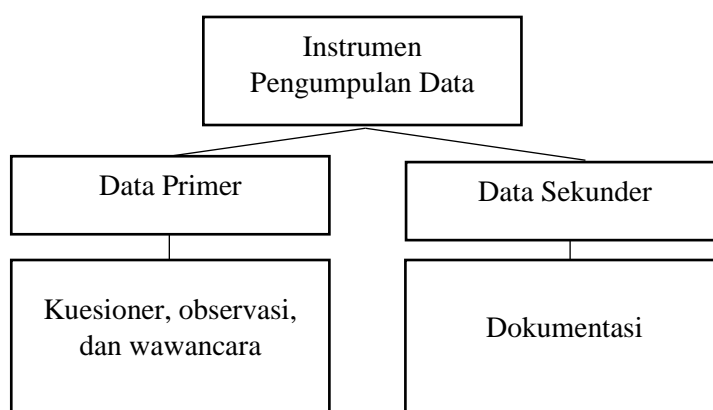 Instrumen
Pengumpulan Data
Data Primer
Data Sekunder
Kuesioner, observasi,
dan wawancara
Dokumentasi